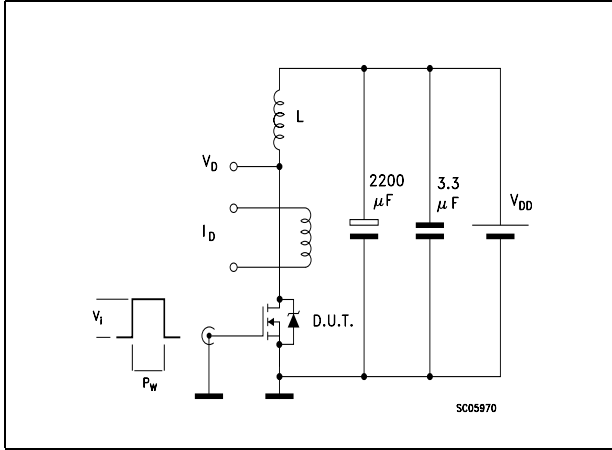 L
V_D
2200
μF
3.3
μF
V_DD
I_D
V_i
D.U.T.
P_W
SC05970